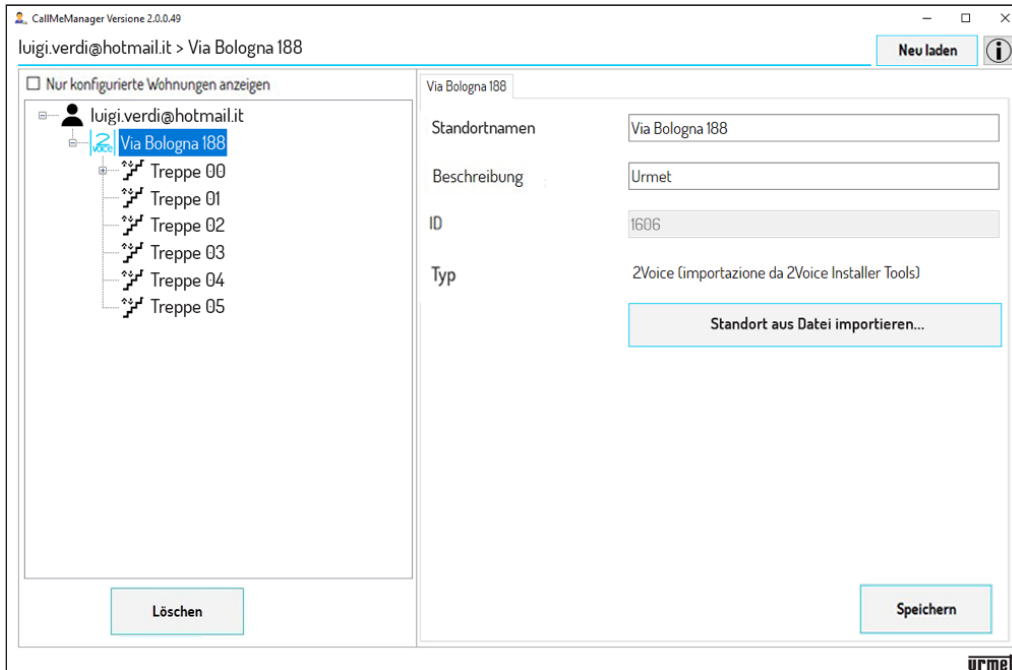 CallMeManager Versione 2.0.0.49
luigi.verdi@hotmail.it > Via Bologna 188
Neu laden
Nur konfigurierte Wohnungen anzeigen
luigi.verdi@hotmail.it
2 VOICE Via Bologna 188
Treppe 00
Treppe 01
Treppe 02
Treppe 03
Treppe 04
Treppe 05
Löschen
Via Bologna 188
Standortnamen Via Bologna 188
Beschreibung Urmet
ID 1606
Typ 2Voice (importazione da 2Voice Installer Tools)
Standort aus Datei importieren...
Speichern
urmet